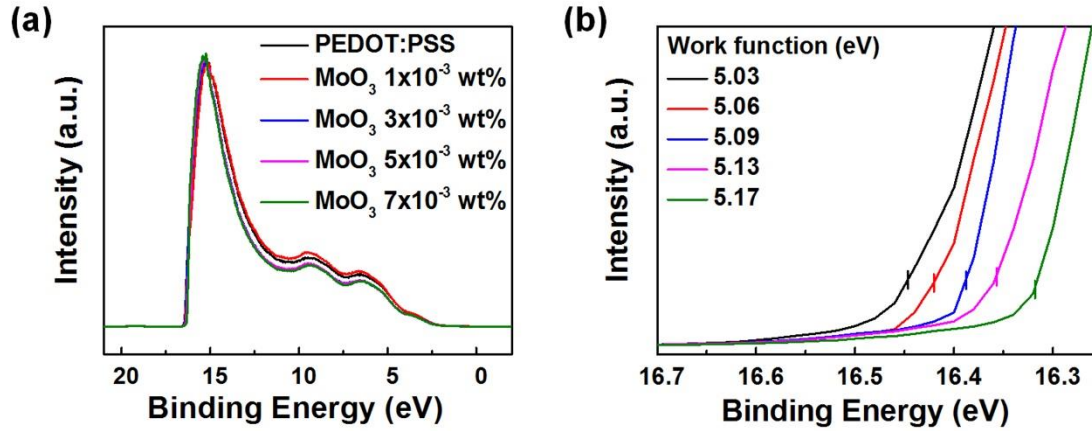 (a)
PEDOT:PSS
MoO₃ 1x10⁻³ wt%
MoO₃ 3x10⁻³ wt%
MoO₃ 5x10⁻³ wt%
MoO₃ 7x10⁻³ wt%
Intensity (a.u.)
20 15 10 5 0
Binding Energy (eV)
(b)
Work function (eV)
5.03
5.06
5.09
5.13
5.17
Intensity (a.u.)
16.7 16.6 16.5 16.4 16.3
Binding Energy (eV)